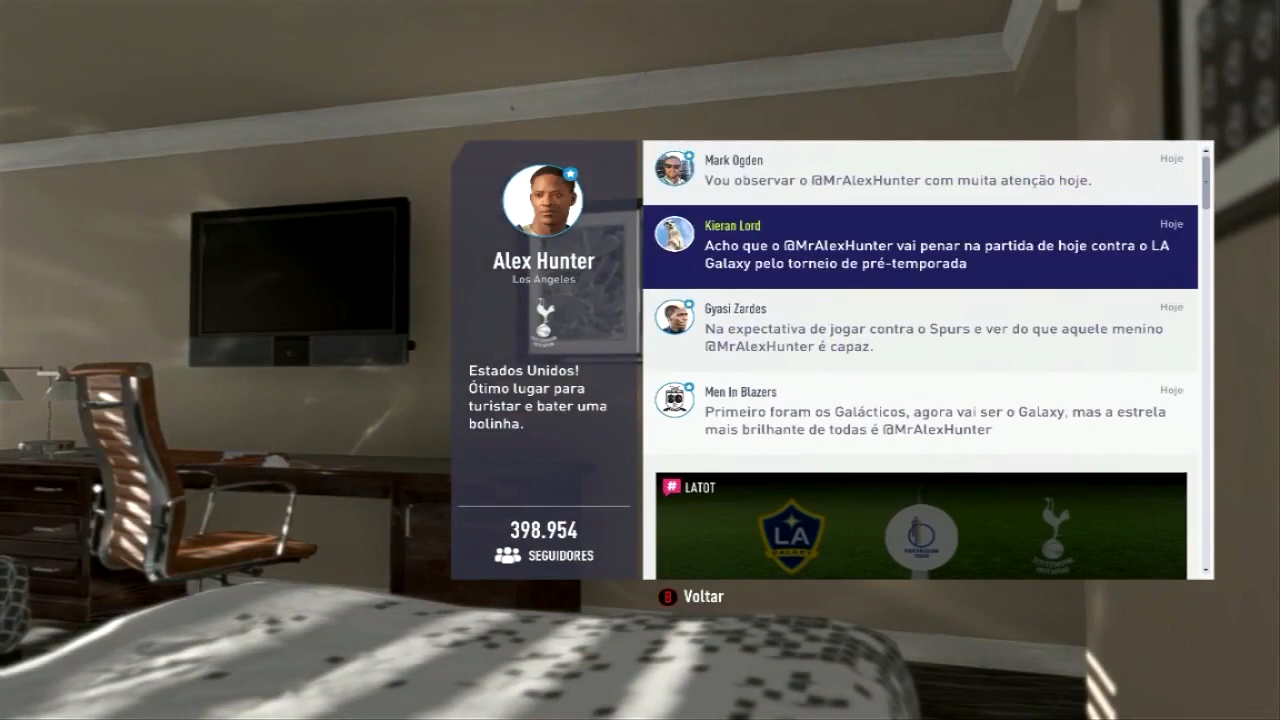 Alex Hunter
Los Angeles
Estados Unidos!
Ótimo lugar para
turistar e bater uma
bolinha.
398.954
SEGUIDORES
Mark Ogden
Hoje
Vou observar o @MrAlexHunter com muita atenção hoje.
Kieran Lord
Hoje
Acho que o @MrAlexHunter vai penar na partida de hoje contra o LA
Galaxy pelo torneio de pré-temporada
Gyasi Zardes
Hoje
Na expectativa de jogar contra o Spurs e ver do que aquele menino
@MrAlexHunter é capaz.
Men In Blazers
Hoje
Primeiro foram os Galácticos, agora vai ser o Galaxy, mas a estrela
mais brilhante de todas é @MrAlexHunter
# LATOT
LA
GALAXY
B Voltar